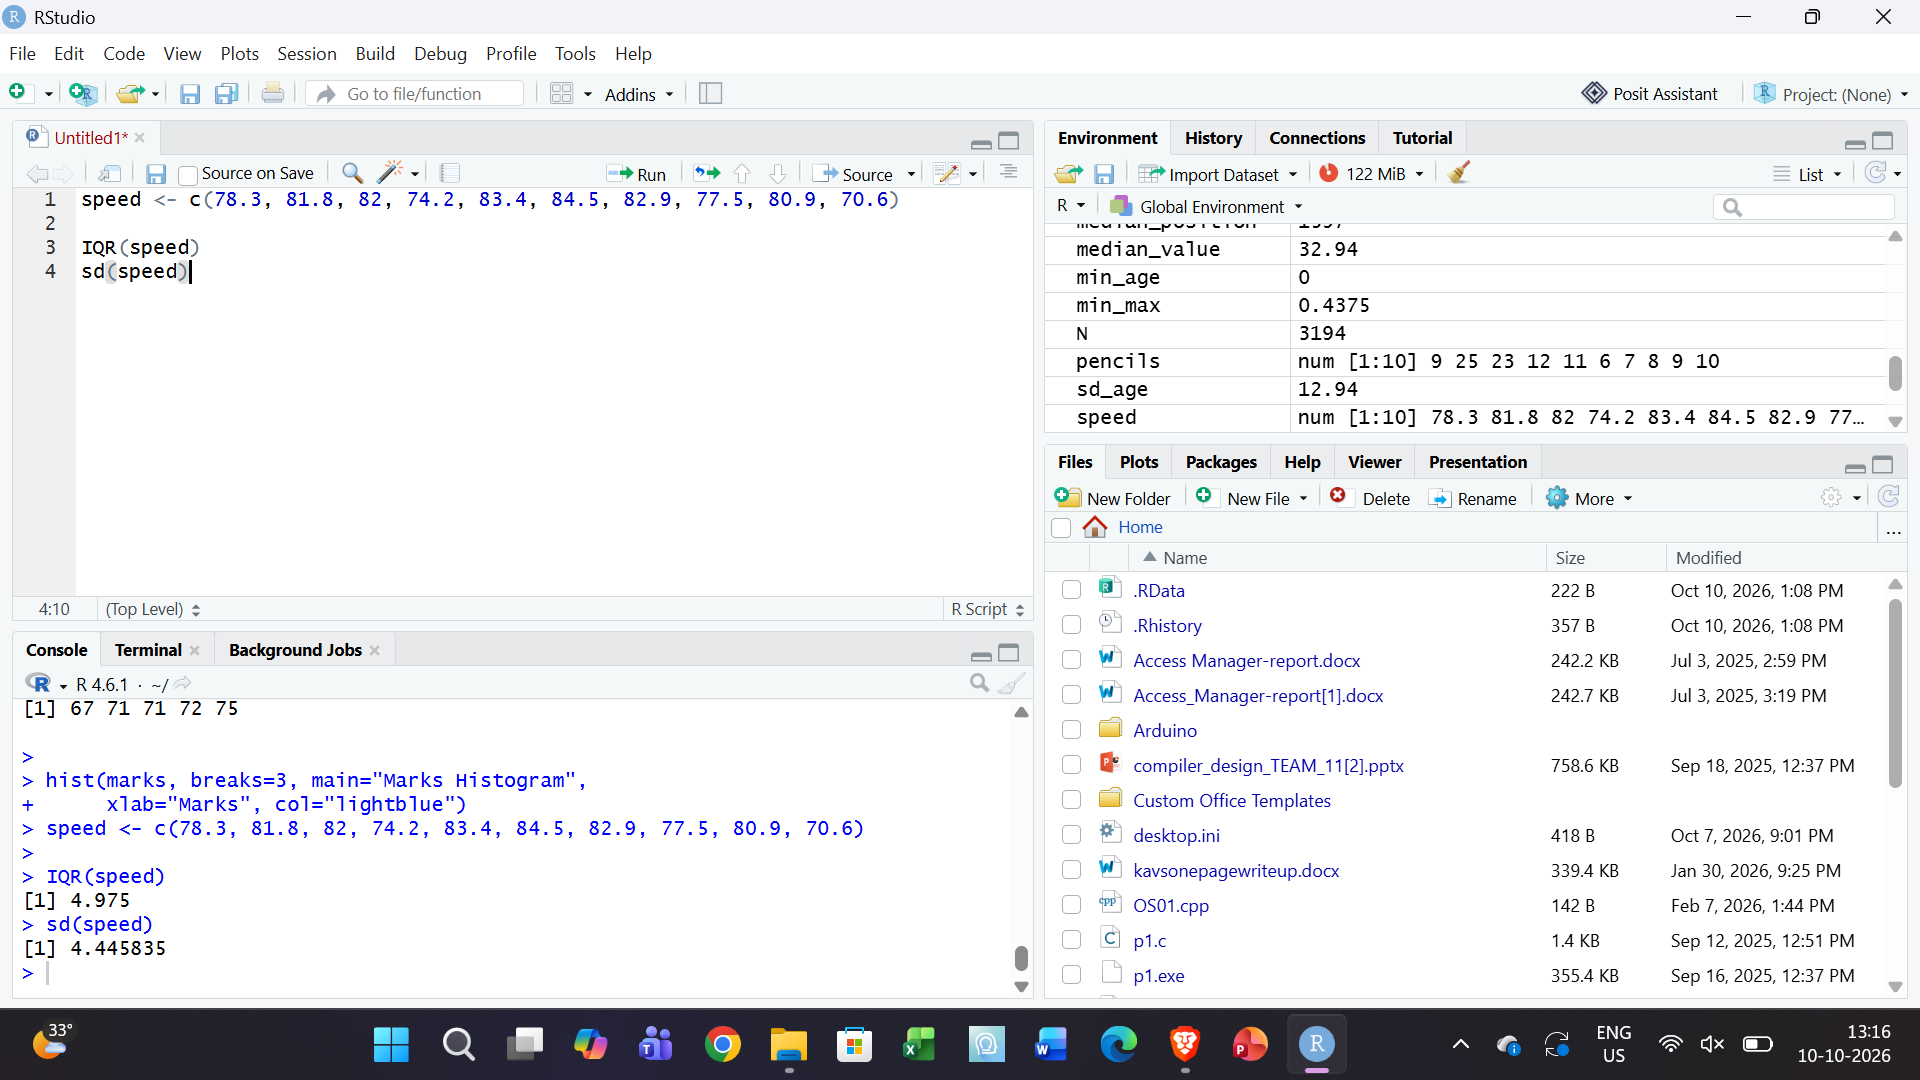 RStudio
File Edit Code View Plots Session Build Debug Profile Tools Help
Go to file/function Addins Posit Assistant Project: (None)
Untitled1*
Source on Save Run Source
1 speed <- c(78.3, 81.8, 82, 74.2, 83.4, 84.5, 82.9, 77.5, 80.9, 70.6)
2
3 IQR(speed)
4 sd(speed)
4:10 (Top Level) R Script
Console Terminal Background Jobs
R 4.6.1 · ~/
[1] 67 71 71 72 75
>
> hist(marks, breaks=3, main="Marks Histogram",
+ xlab="Marks", col="lightblue")
> speed <- c(78.3, 81.8, 82, 74.2, 83.4, 84.5, 82.9, 77.5, 80.9, 70.6)
>
> IQR(speed)
[1] 4.975
> sd(speed)
[1] 4.445835
>
Environment History Connections Tutorial
Import Dataset 122 MiB List
R Global Environment
median_position 1597
median_value 32.94
min_age 0
min_max 0.4375
N 3194
pencils num [1:10] 9 25 23 12 11 6 7 8 9 10
sd_age 12.94
speed num [1:10] 78.3 81.8 82 74.2 83.4 84.5 82.9 77...
Files Plots Packages Help Viewer Presentation
New Folder New File Delete Rename More
Home ...
Name Size Modified
.RData 222 B Oct 10, 2026, 1:08 PM
.Rhistory 357 B Oct 10, 2026, 1:08 PM
Access Manager-report.docx 242.2 KB Jul 3, 2025, 2:59 PM
Access_Manager-report[1].docx 242.7 KB Jul 3, 2025, 3:19 PM
Arduino
compiler_design_TEAM_11[2].pptx 758.6 KB Sep 18, 2025, 12:37 PM
Custom Office Templates
desktop.ini 418 B Oct 7, 2026, 9:01 PM
kavsonepagewriteup.docx 339.4 KB Jan 30, 2026, 9:25 PM
OS01.cpp 142 B Feb 7, 2026, 1:44 PM
p1.c 1.4 KB Sep 12, 2025, 12:51 PM
p1.exe 355.4 KB Sep 16, 2025, 12:37 PM
33°
ENG
US
13:16
10-10-2026